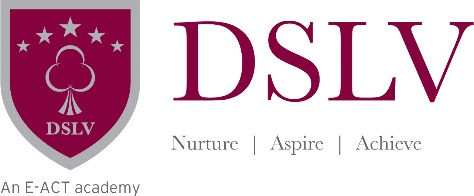 DSLV
DSLV
Nurture | Aspire | Achieve
An E-ACT academy